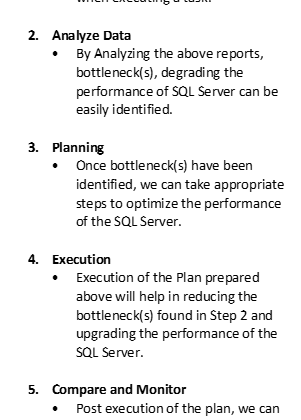 when executing a task.
2. Analyze Data
• By Analyzing the above reports,
bottleneck(s), degrading the
performance of SQL Server can be
easily identified.
3. Planning
• Once bottleneck(s) have been
identified, we can take appropriate
steps to optimize the performance
of the SQL Server.
4. Execution
• Execution of the Plan prepared
above will help in reducing the
bottleneck(s) found in Step 2 and
upgrading the performance of the
SQL Server.
5. Compare and Monitor
• Post execution of the plan, we can